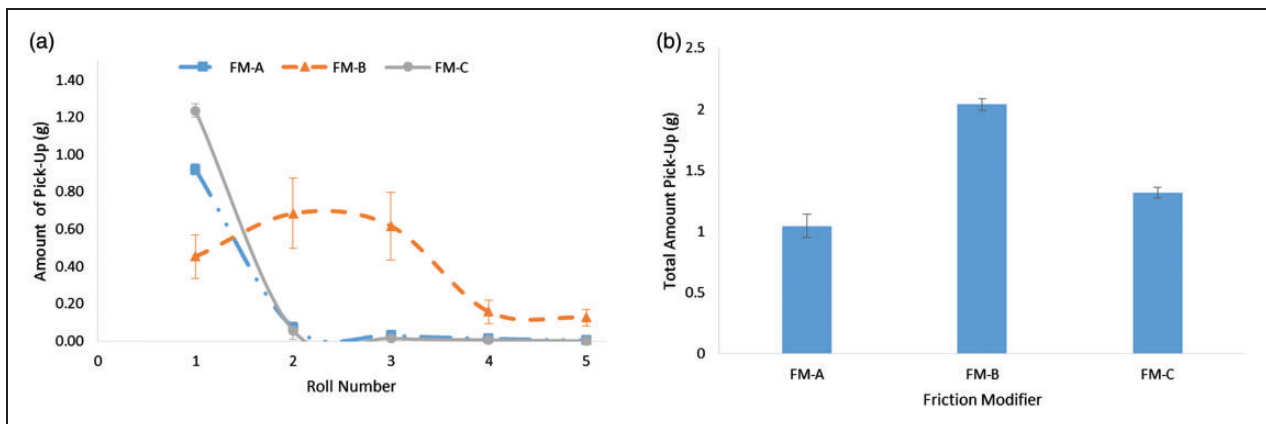 (a)
FM-A FM-B FM-C
1.40
1.20
1.00
0.80
0.60
0.40
0.20
0.00
0 1 2 3 4 5
Amount of Pick-Up (g)
Roll Number
(b)
2.5
2
1.5
1
0.5
0
Total Amount Pick-Up (g)
FM-A FM-B FM-C
Friction Modifier